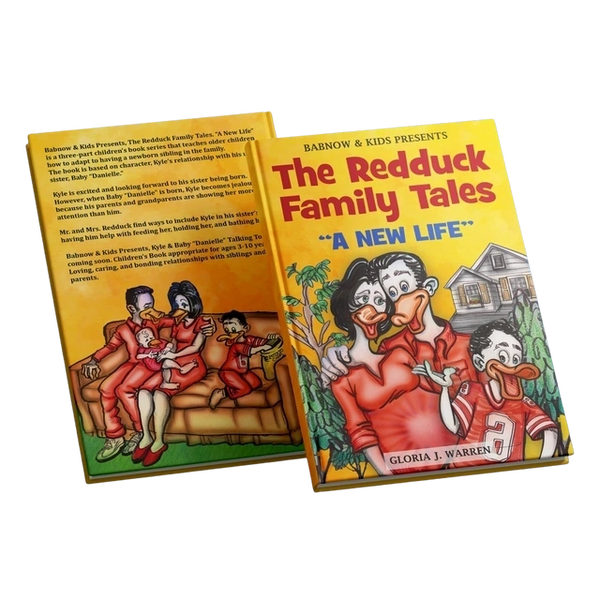 Babnow & Kids Presents, The Redduck Family Tales, "A New Life"
is a three-part children's book series that teaches older children
how to adapt to having a newborn sibling in the family.
The book is based on character, Kyle's relationship with his
sister, Baby "Danielle."
Kyle is excited and looking forward to his sister being born.
However, when Baby "Danielle" is born, Kyle becomes
because his parents and grandparents are showing her more
attention than him.
Mr. and Mrs. Redduck find ways to include Kyle in his sister'
having him help with feeding her, holding her, and bathing
Babnow & Kids Presents, Kyle & Baby "Danielle" Talking
coming soon. Children's Book appropriate for ages 3-10
Loving, caring, and bonding relationships with siblings and
parents.
BABNOW & KIDS PRESENTS
The Redduck
Family Tales
"A NEW LIFE"
a
GLORIA J. WARREN